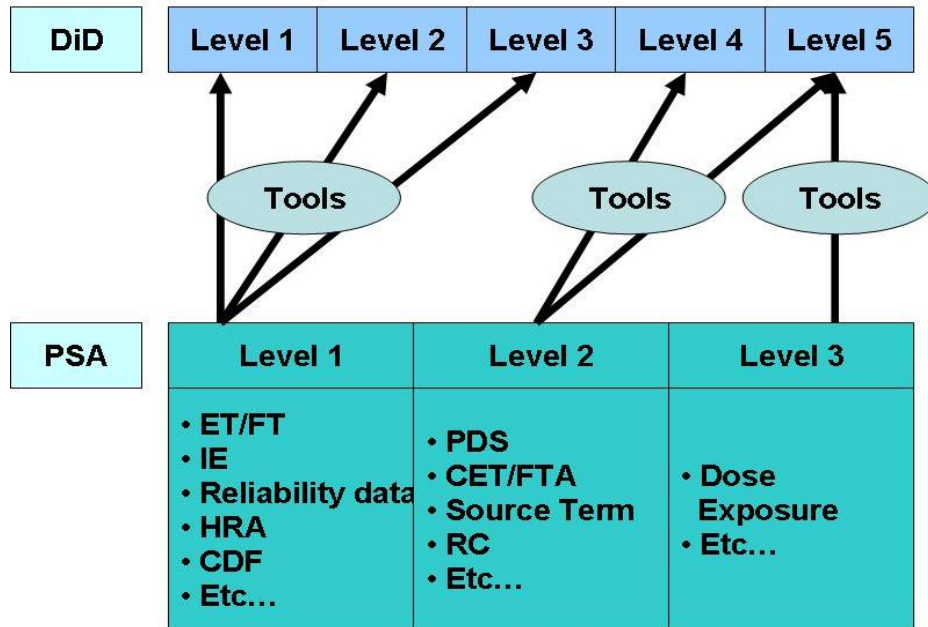 DiD Level 1 Level 2 Level 3 Level 4 Level 5
Tools Tools Tools
PSA Level 1 Level 2 Level 3
• ET/FT
• IE
• Reliability data
• HRA
• CDF
• Etc…
• PDS
• CET/FTA
• Source Term
• RC
• Etc…
• Dose
Exposure
• Etc…